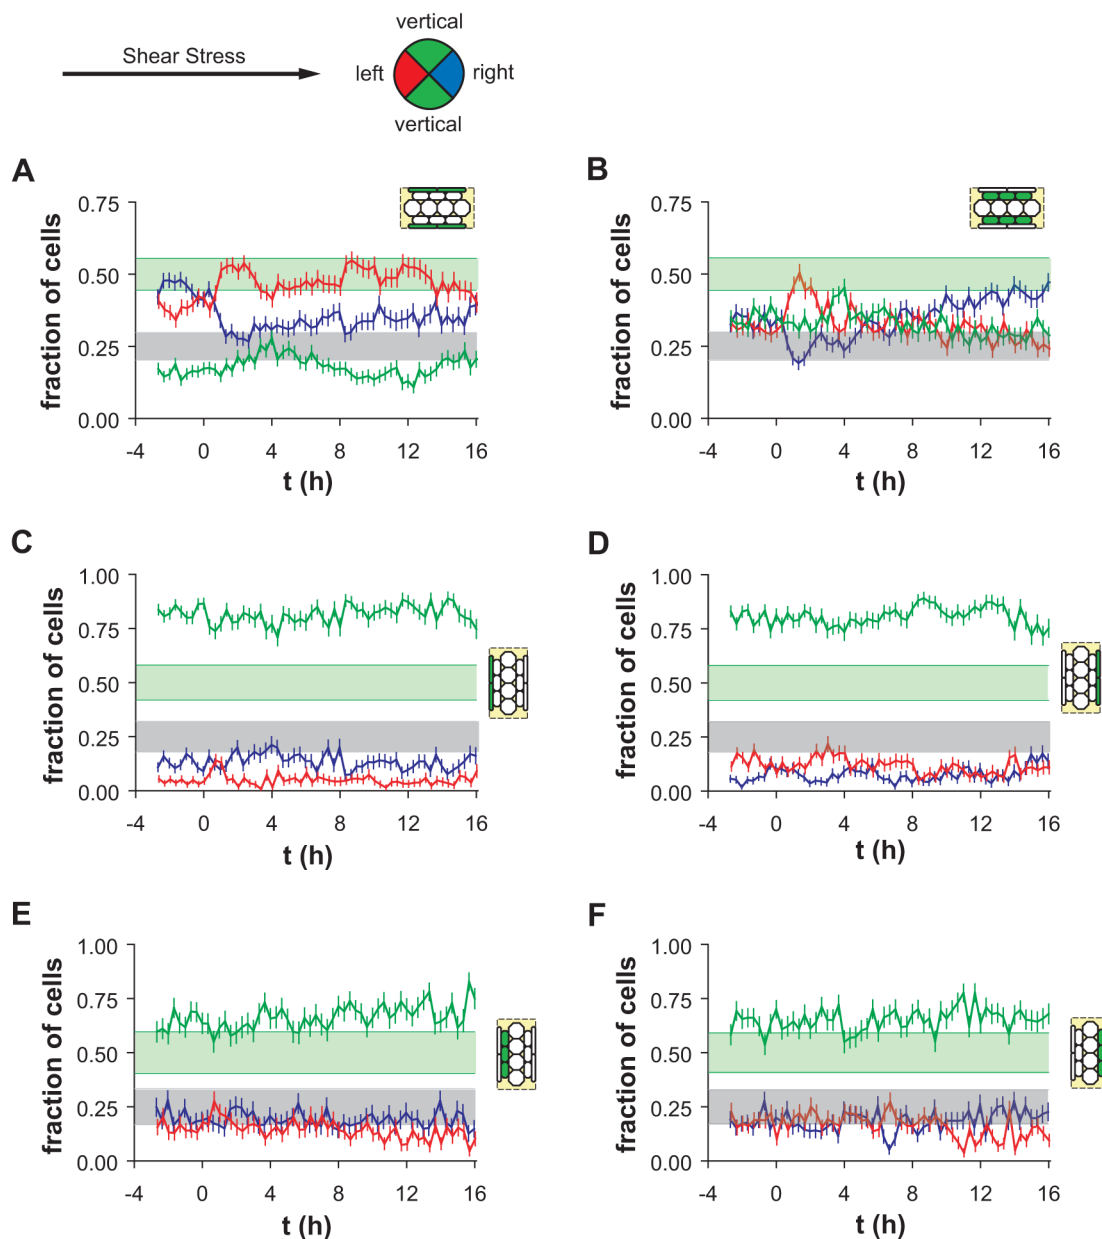 vertical
Shear Stress
left
right
vertical
A
B
fraction of cells
0.75
0.50
0.25
0.00
-4
0
4
8
12
16
t (h)
fraction of cells
0.75
0.50
0.25
0.00
-4
0
4
8
12
16
t (h)
C
D
fraction of cells
1.00
0.75
0.50
0.25
0.00
-4
0
4
8
12
16
t (h)
fraction of cells
1.00
0.75
0.50
0.25
0.00
-4
0
4
8
12
16
t (h)
E
F
fraction of cells
1.00
0.75
0.50
0.25
0.00
-4
0
4
8
12
16
t (h)
fraction of cells
1.00
0.75
0.50
0.25
0.00
-4
0
4
8
12
16
t (h)